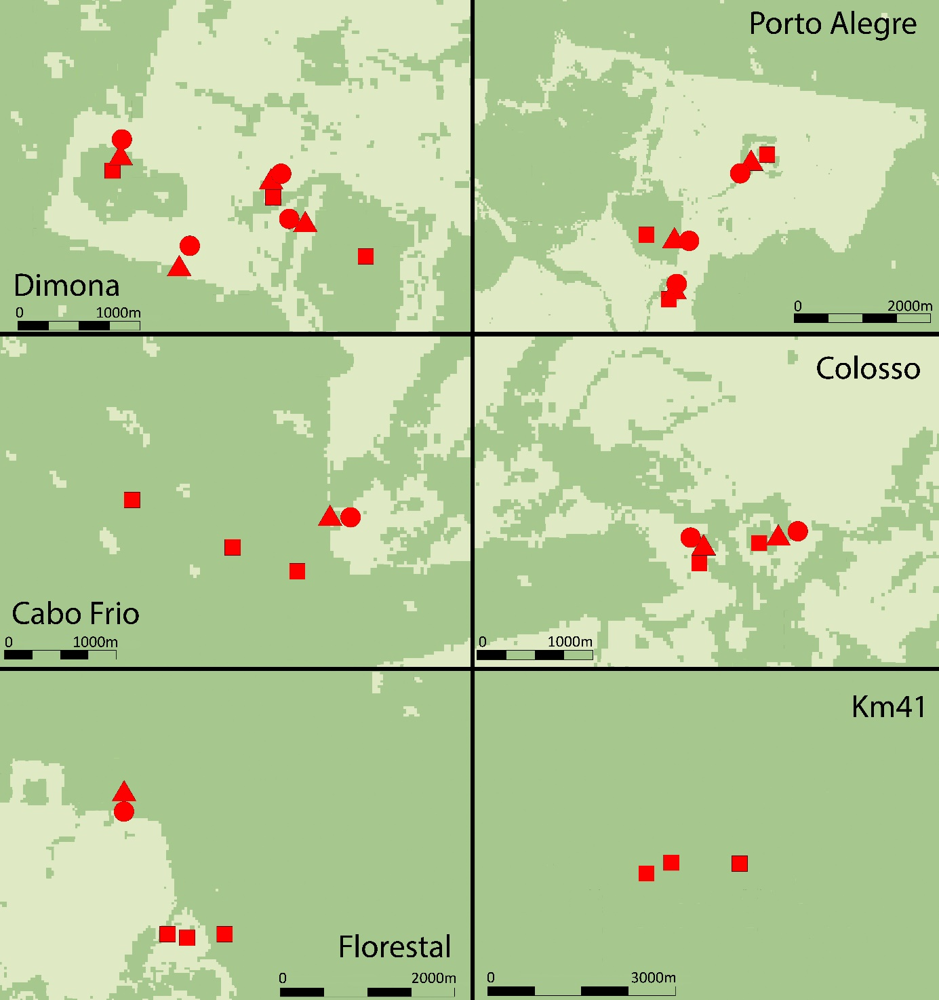 Porto Alegre
Dimona
0 1000m
0 2000m
Colosso
Cabo Frio
0 1000m
0 1000m
Km41
Florestal
0 2000m
0 3000m